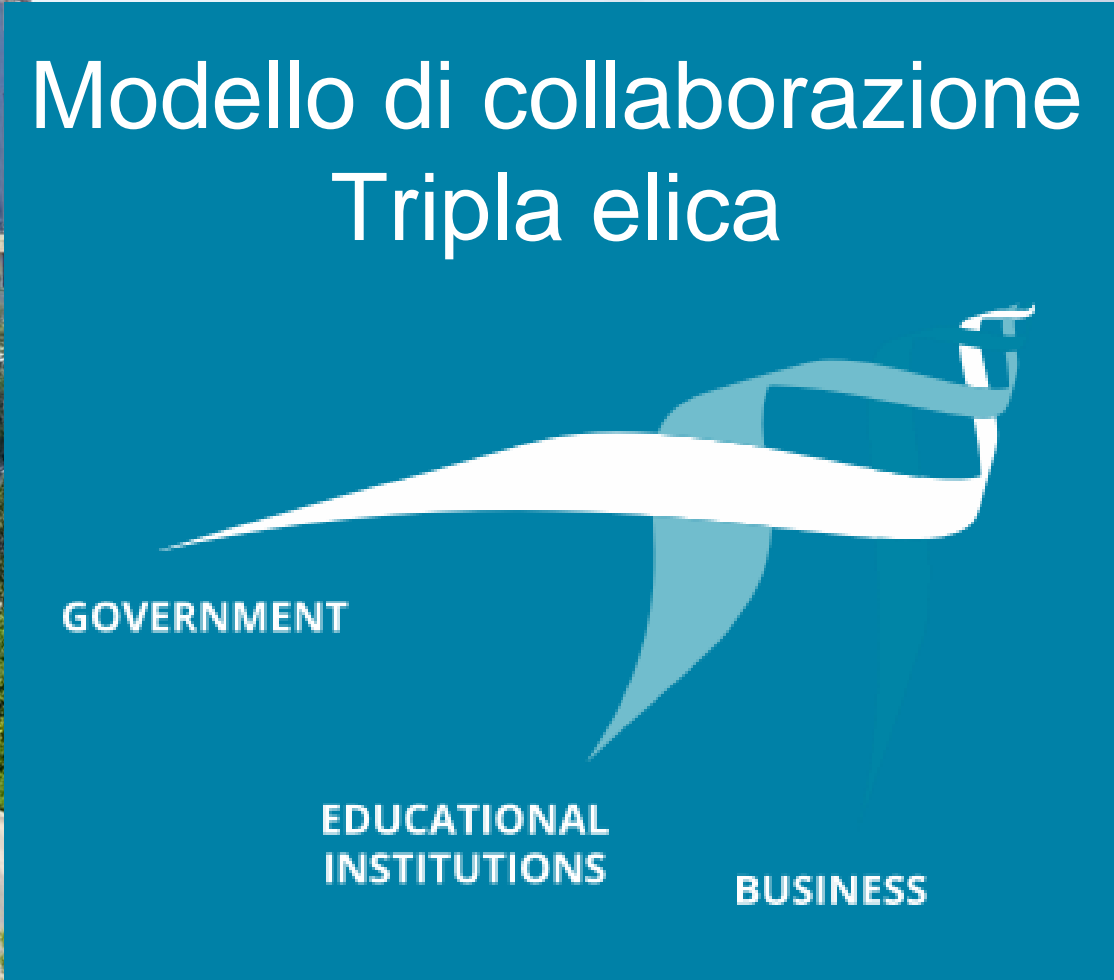 Modello di collaborazione
Tripla elica
GOVERNMENT
EDUCATIONAL
INSTITUTIONS
BUSINESS